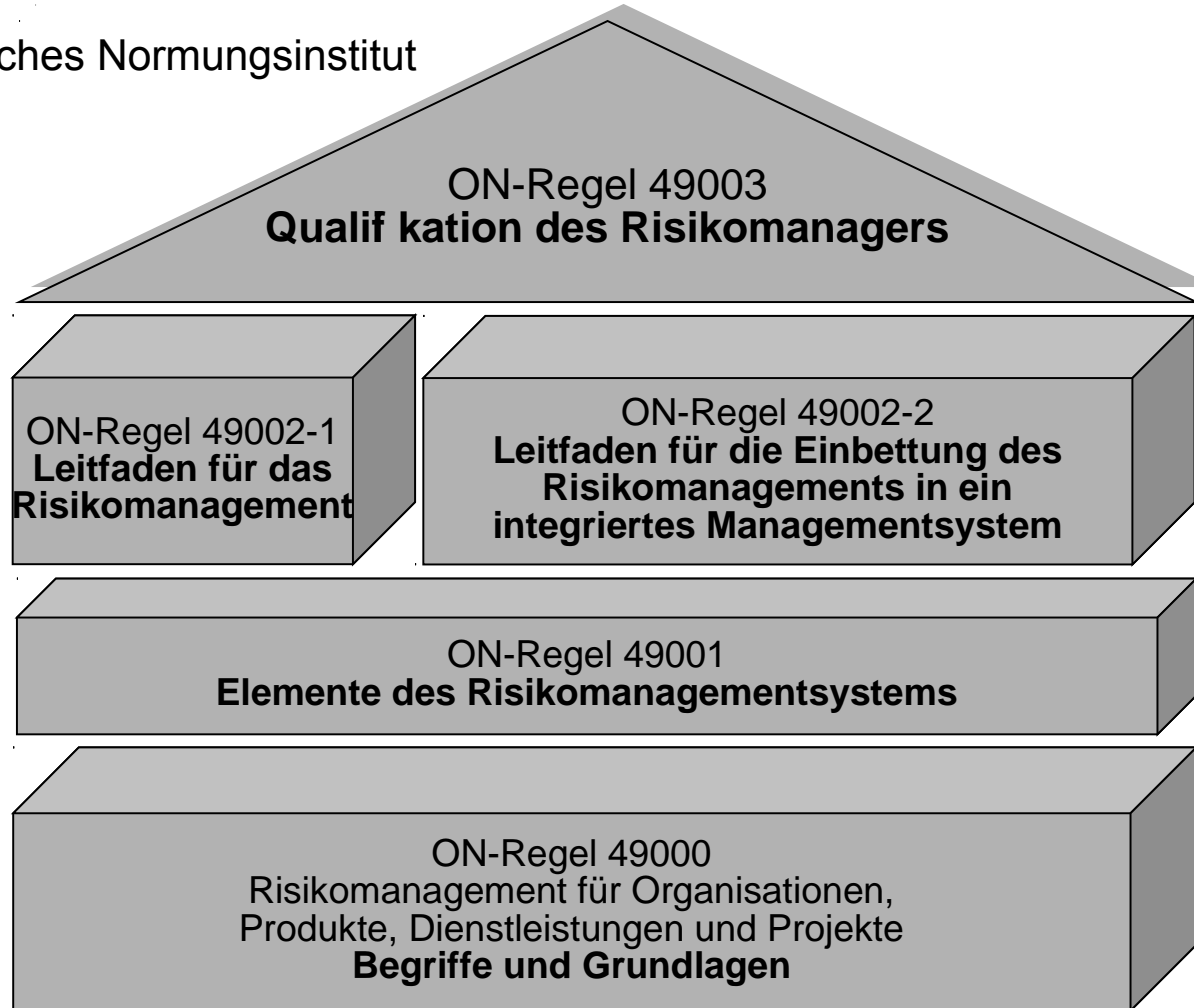 ches Normungsinstitut
ON-Regel 49003
Qualif kation des Risikomanagers
ON-Regel 49002-1
Leitfaden für das
Risikomanagement
ON-Regel 49002-2
Leitfaden für die Einbettung des
Risikomanagements in ein
integriertes Managementsystem
ON-Regel 49001
Elemente des Risikomanagementsystems
ON-Regel 49000
Risikomanagement für Organisationen,
Produkte, Dienstleistungen und Projekte
Begriffe und Grundlagen